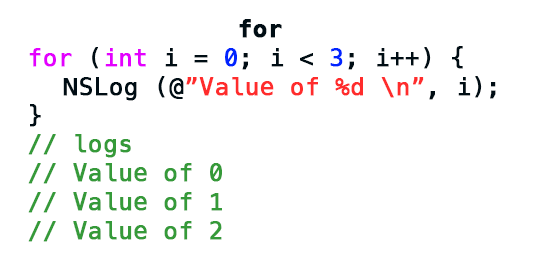 for
for (int i = 0; i < 3; i++) {
NSLog (@”Value of %d \n”, i);
}
// logs
// Value of 0
// Value of 1
// Value of 2